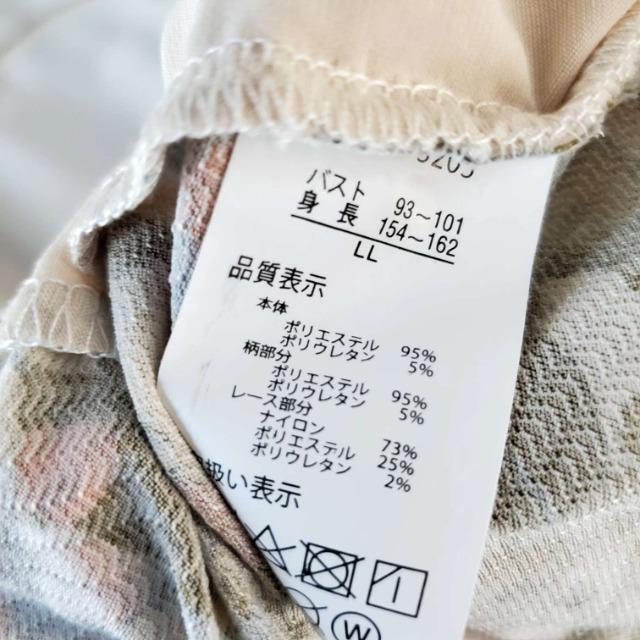 バスト 93~101
身長 154~162
LL
品質表示
本体
ポリエステル 95%
ポリウレタン 5%
柄部分
ポリエステル 95%
ポリウレタン 5%
レース部分
ナイロン 73%
ポリエステル 25%
ポリウレタン 2%
扱い表示
W